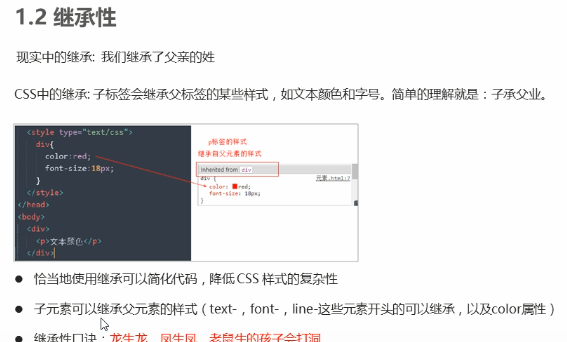 1.2 继承性
现实中的继承: 我们继承了父亲的姓
CSS中的继承: 子标签会继承父标签的某些样式，如文本颜色和字号。简单的理解就是：子承父业。
<style type="text/css">
div{
color:red;
font-size:18px;
}
</style>
</head>
<body>
<div>
<p>文本颜色</p>
</div>
p标签的样式
继承自父元素的样式
Inherited from div
div { 元素.html:7
color: red;
font-size: 18px;
}
● 恰当地使用继承可以简化代码，降低 CSS 样式的复杂性
● 子元素可以继承父元素的样式（text-，font-，line-这些元素开头的可以继承，以及color属性）
● 继承性口诀：龙生龙，凤生凤，老鼠生的孩子会打洞